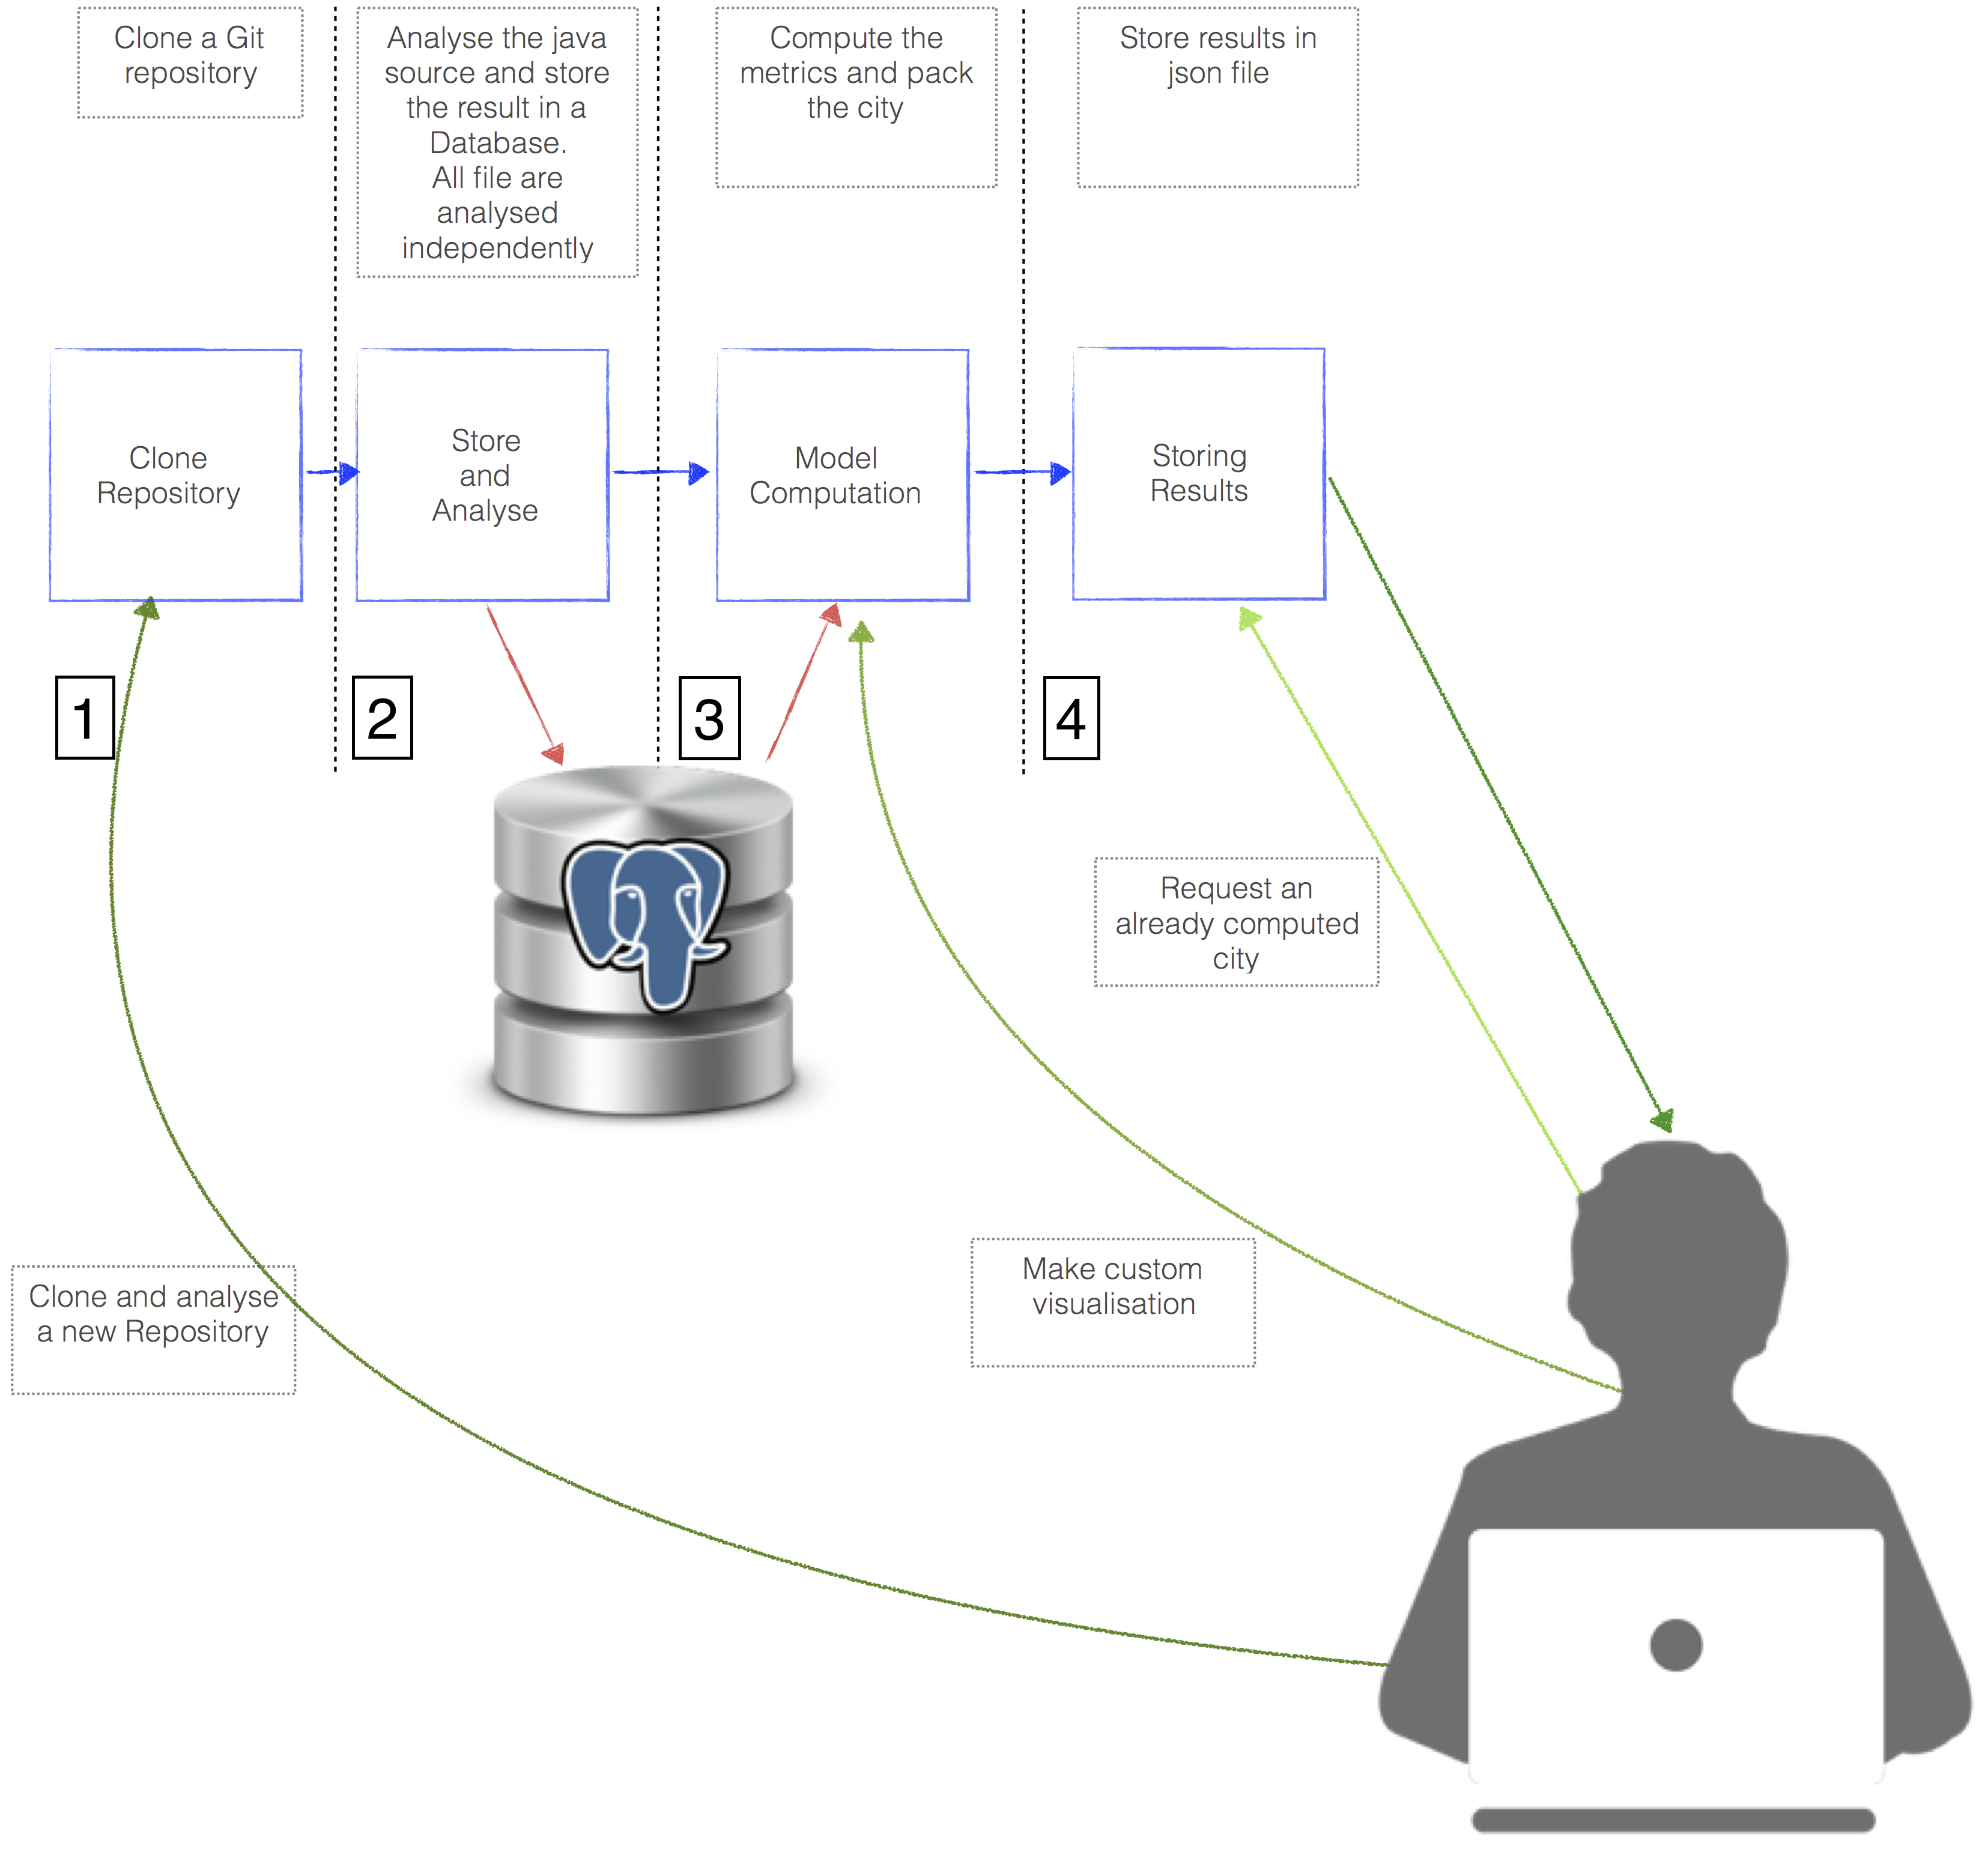 Clone a Git
repository
Analyse the java
source and store
the result in a
Database.
All file are
analysed
independently
Compute the
metrics and pack
the city
Store results in
json file
Clone
Repository
Store
and
Analyse
Model
Computation
Storing
Results
1
2
3
4
Request an
already computed
city
Make custom
visualisation
Clone and analyse
a new Repository